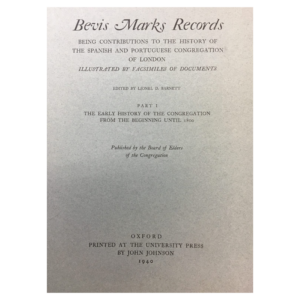 Bevis Marks Records
BEING CONTRIBUTIONS TO THE HISTORY OF
THE SPANISH AND PORTUGUESE CONGREGATION
OF LONDON
ILLUSTRATED BY FACSIMILES OF DOCUMENTS
EDITED BY LIONEL D. BARNETT
PART I
THE EARLY HISTORY OF THE CONGREGATION
FROM THE BEGINNING UNTIL 1800
Published by the Board of Elders
of the Congregation
OXFORD
PRINTED AT THE UNIVERSITY PRESS
BY JOHN JOHNSON
1940